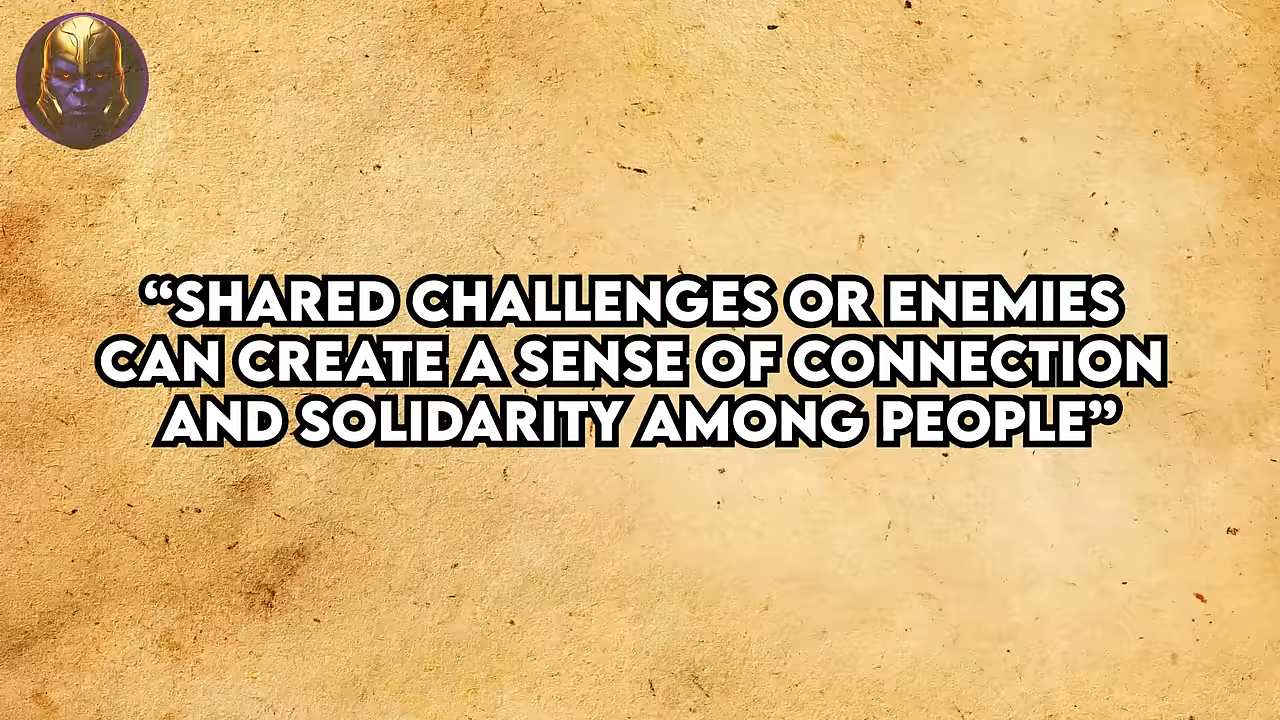 “SHARED CHALLENGES OR ENEMIES
CAN CREATE A SENSE OF CONNECTION
AND SOLIDARITY AMONG PEOPLE”